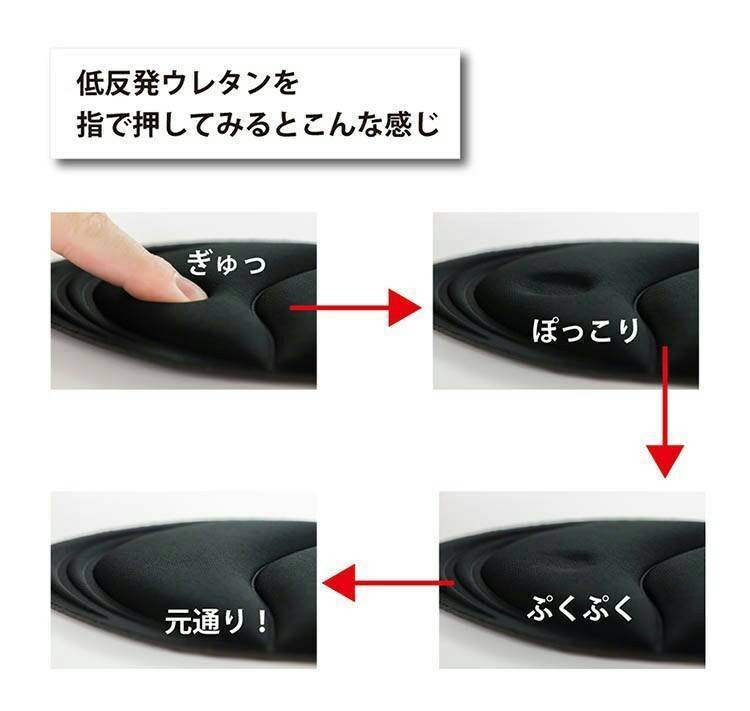 低反発ウレタンを
指で押してみるとこんな感じ
ぎゅっ
ぽっこり
ぷくぷく
元通り！